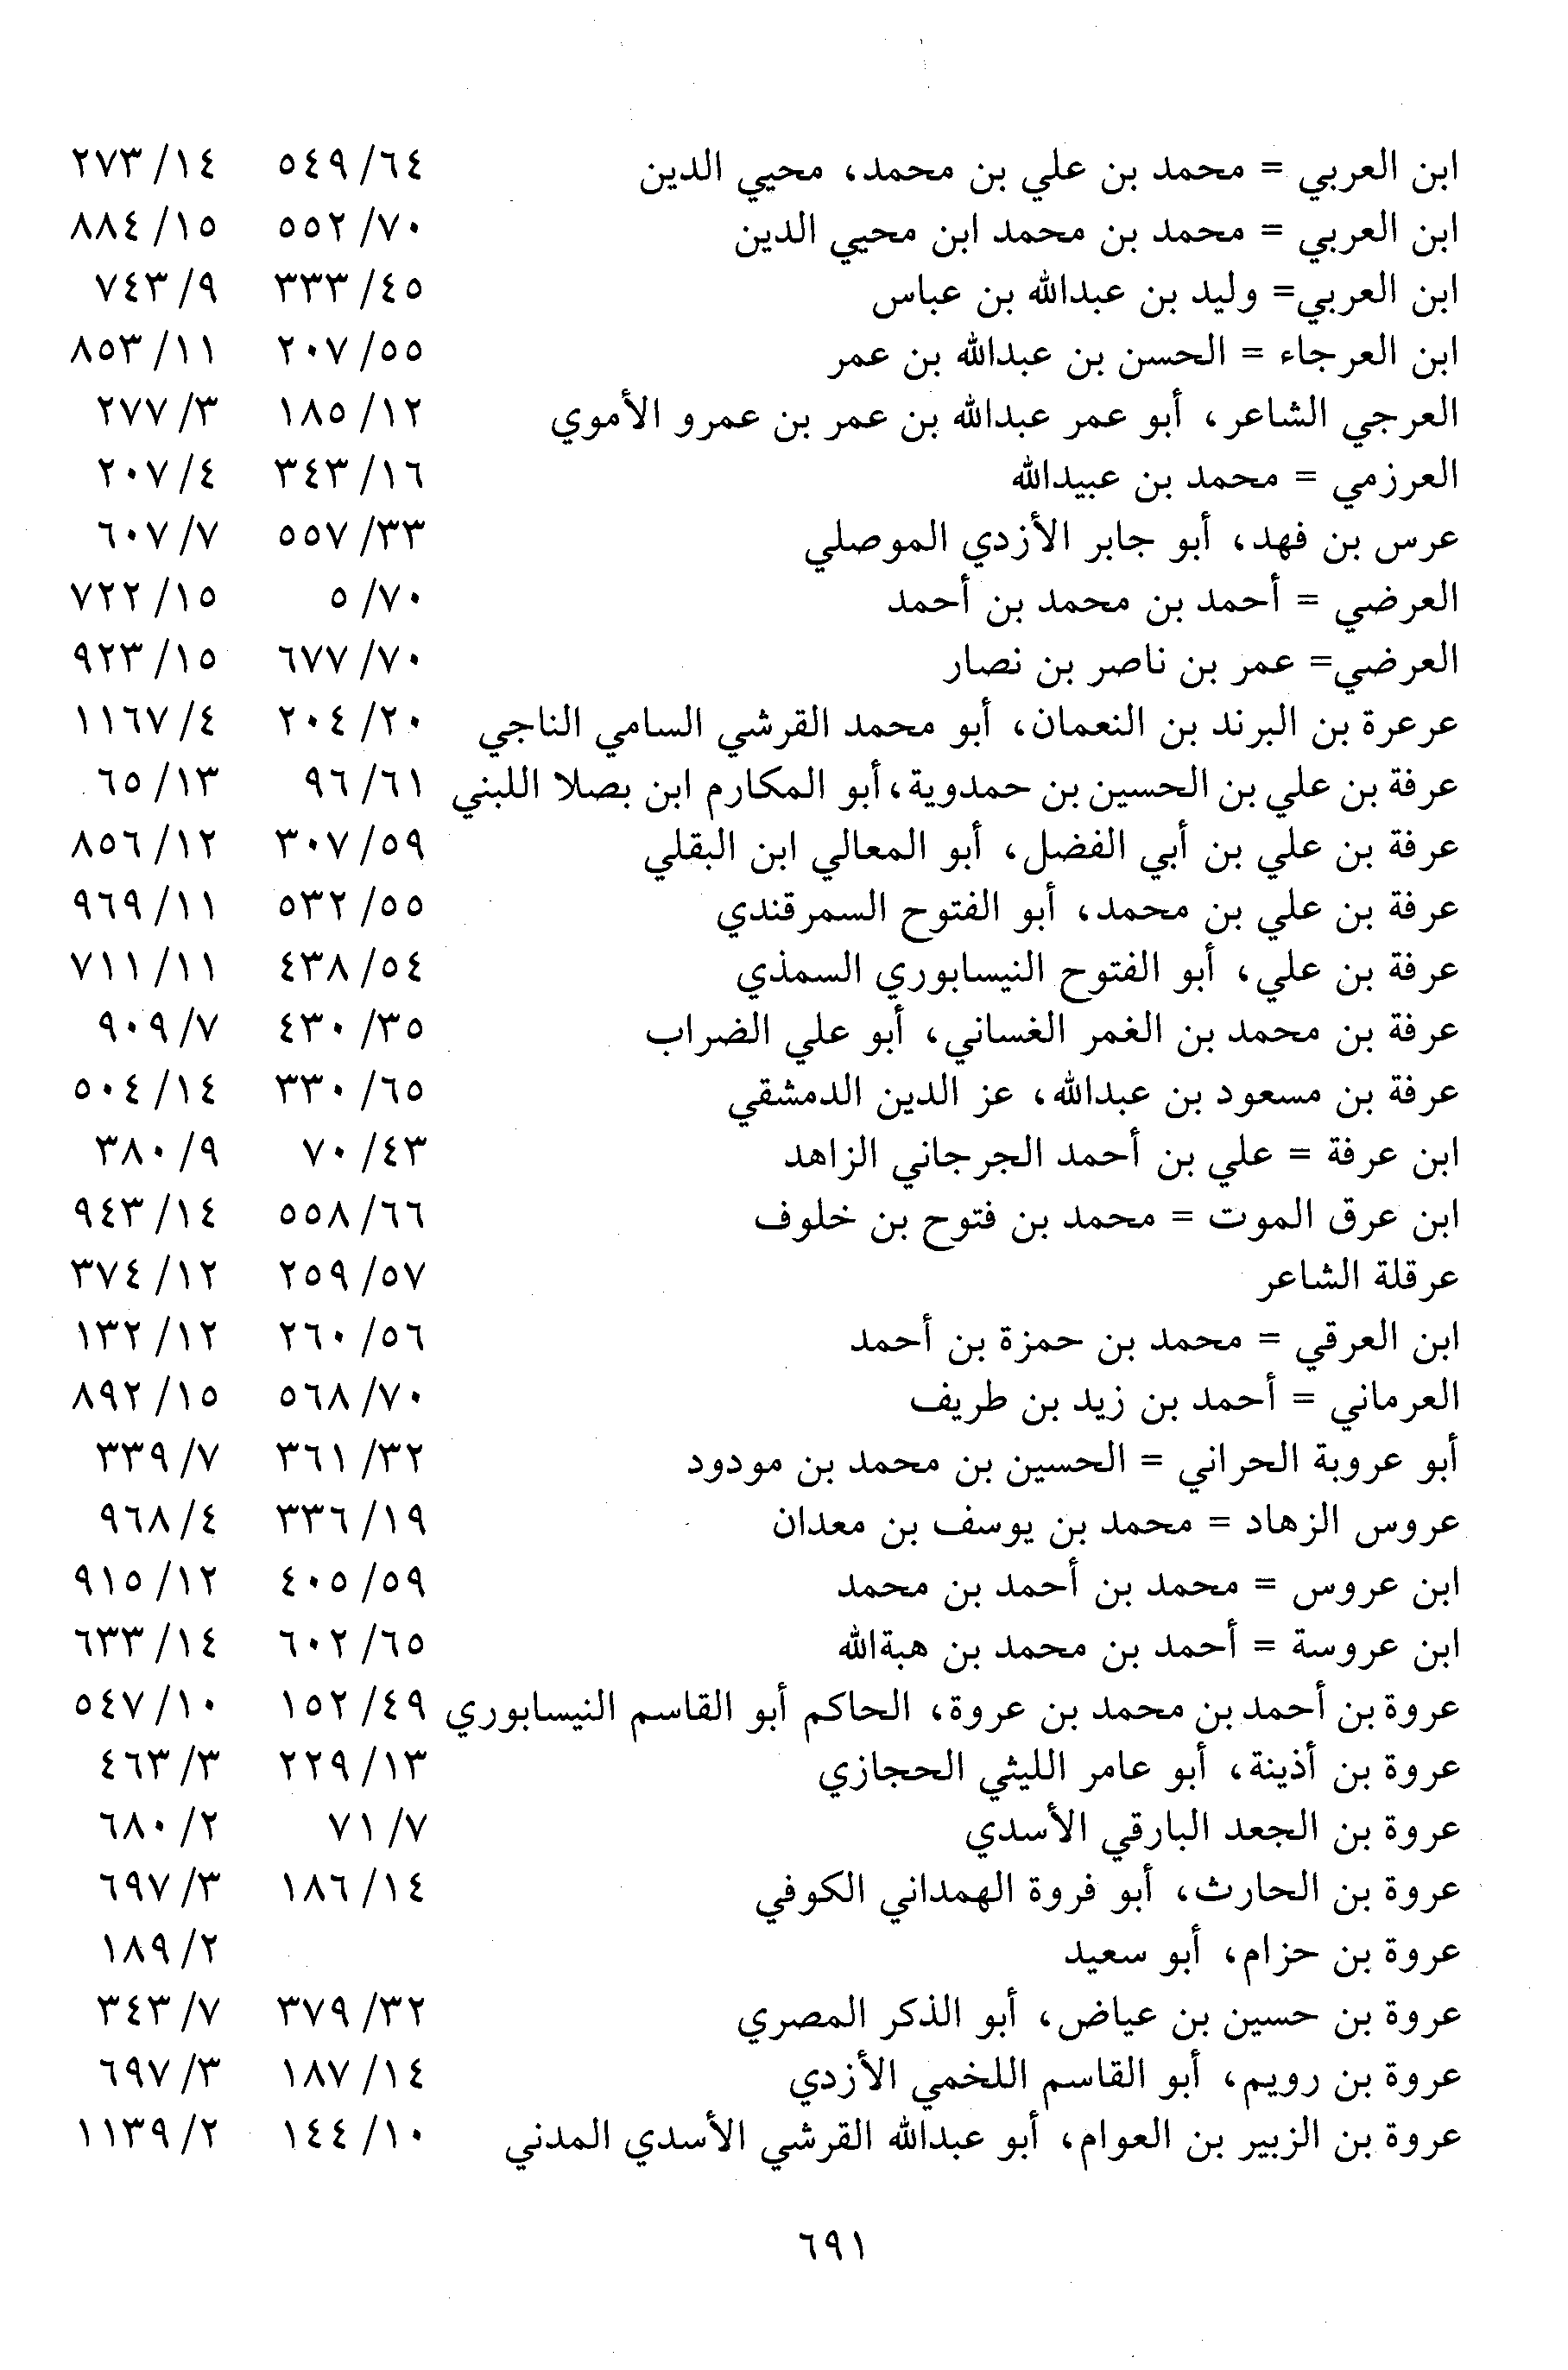 ابن العربي = محمد بن علي بن محمد، محيي الدين ٦٤/ ٥٤٩ ١٤/ ٢٧٣
ابن العربي = محمد بن محمد ابن محيي الدين ٧٠/ ٥٥٢ ١٥/ ٨٨٤
ابن العربي= وليد بن عبدالله بن عباس ٤٥/ ٣٣٣ ٩/ ٧٤٣
ابن العرجاء = الحسن بن عبدالله بن عمر ٥٥/ ٢٠٧ ١١/ ٨٥٣
العرجي الشاعر، أبو عمر عبدالله بن عمر بن عمرو الأموي ١٢/ ١٨٥ ٣/ ٢٧٧
العرزمي = محمد بن عبيدالله ١٦/ ٣٤٣ ٤/ ٢٠٧
عرس بن فهد، أبو جابر الأزدي الموصلي ٣٣/ ٥٥٧ ٧/ ٦٠٧
العرضي = أحمد بن محمد بن أحمد ٧٠/ ٥ ١٥/ ٧٢٢
العرضي= عمر بن ناصر بن نصار ٧٠/ ٦٧٧ ١٥/ ٩٢٣
عرعرة بن البرند بن النعمان، أبو محمد القرشي السامي الناجي ٢٠/ ٢٠٤ ٤/ ١١٦٧
عرفة بن علي بن الحسين بن حمدوية، أبو المكارم ابن بصلا اللبني ٦١/ ٩٦ ١٣/ ٦٥
عرفة بن علي بن أبي الفضل، أبو المعالي ابن البقلي ٥٩/ ٣٠٧ ١٢/ ٨٥٦
عرفة بن علي بن محمد، أبو الفتوح السمرقندي ٥٥/ ٥٣٢ ١١/ ٩٦٩
عرفة بن علي، أبو الفتوح النيسابوري السمذي ٥٤/ ٤٣٨ ١١/ ٧١١
عرفة بن محمد بن الغمر الغساني، أبو علي الضراب ٣٥/ ٤٣٠ ٧/ ٩٠٩
عرفة بن مسعود بن عبدالله، عز الدين الدمشقي ٦٥/ ٣٣٠ ١٤/ ٥٠٤
ابن عرفة = علي بن أحمد الجرجاني الزاهد ٤٣/ ٧٠ ٩/ ٣٨٠
ابن عرق الموت = محمد بن فتوح بن خلوف ٦٦/ ٥٥٨ ١٤/ ٩٤٣
عرقلة الشاعر ٥٧/ ٢٥٩ ١٢/ ٣٧٤
ابن العرقي = محمد بن حمزة بن أحمد ٥٦/ ٢٦٠ ١٢/ ١٣٢
العرماني = أحمد بن زيد بن طريف ٧٠/ ٥٦٨ ١٥/ ٨٩٢
أبو عروبة الحراني = الحسين بن محمد بن مودود ٣٢/ ٣٦١ ٧/ ٣٣٩
عروس الزهاد = محمد بن يوسف بن معدان ١٩/ ٣٣٦ ٤/ ٩٦٨
ابن عروس = محمد بن أحمد بن محمد ٥٩/ ٤٠٥ ١٢/ ٩١٥
ابن عروسة = أحمد بن محمد بن هبةالله ٦٥/ ٦٠٢ ١٤/ ٦٣٣
عروة بن أحمد بن محمد بن عروة، الحاكم أبو القاسم النيسابوري ٤٩/ ١٥٢ ١٠/ ٥٤٧
عروة بن أذينة، أبو عامر الليثي الحجازي ١٣/ ٢٢٩ ٣/ ٤٦٣
عروة بن الجعد البارقي الأسدي ٧/ ٧١ ٢/ ٦٨٠
عروة بن الحارث، أبو فروة الهمداني الكوفي ١٤/ ١٨٦ ٣/ ٦٩٧
عروة بن حزام، أبو سعيد ٢/ ١٨٩
عروة بن حسين بن عياض، أبو الذكر المصري ٣٢/ ٣٧٩ ٧/ ٣٤٣
عروة بن رويم، أبو القاسم اللخمي الأزدي ١٤/ ١٨٧ ٣/ ٦٩٧
عروة بن الزبير بن العوام، أبو عبدالله القرشي الأسدي المدني ١٠/ ١٤٤ ٢/ ١١٣٩
٦٩١